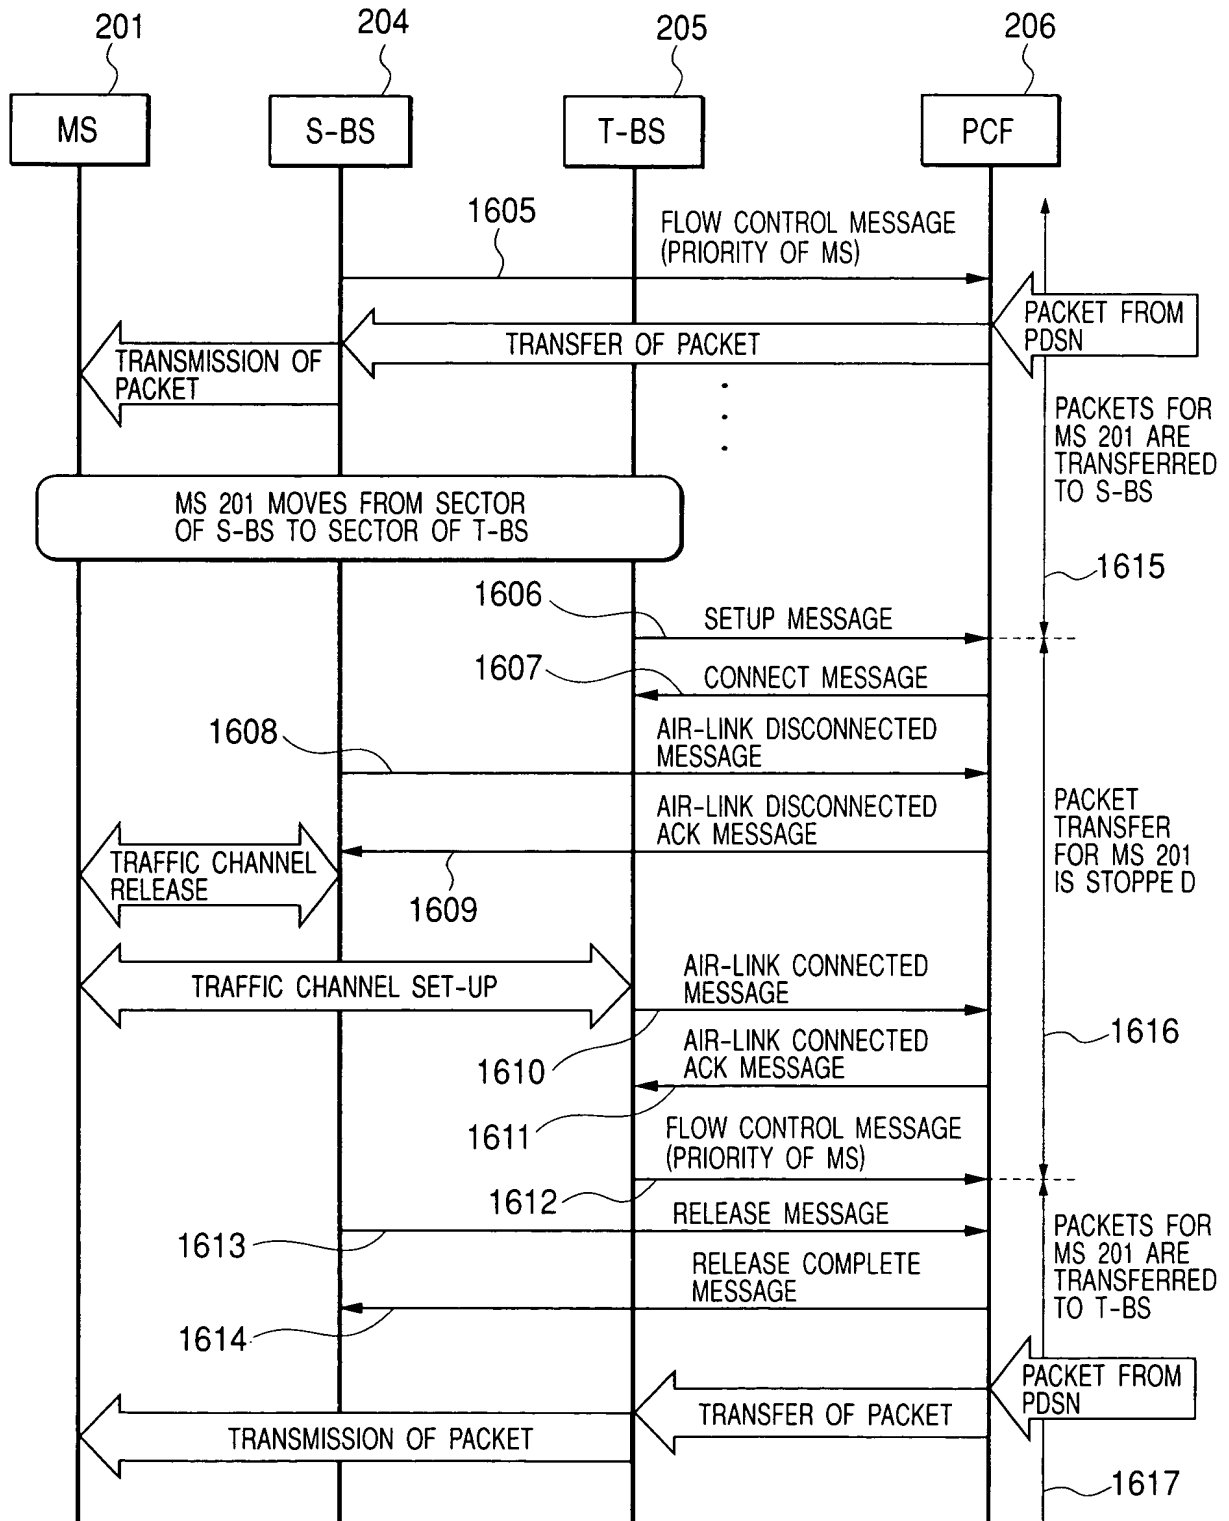 201
204
205
206
MS
S-BS
T-BS
PCF
1605
FLOW CONTROL MESSAGE
(PRIORITY OF MS)
PACKET FROM
PDSN
TRANSFER OF PACKET
TRANSMISSION OF
PACKET
PACKETS FOR
MS 201 ARE
TRANSFERRED
TO S-BS
MS 201 MOVES FROM SECTOR
OF S-BS TO SECTOR OF T-BS
1615
1606
SETUP MESSAGE
1607
CONNECT MESSAGE
1608
AIR-LINK DISCONNECTED
MESSAGE
AIR-LINK DISCONNECTED
ACK MESSAGE
PACKET
TRANSFER
FOR MS 201
IS STOPPED
TRAFFIC CHANNEL
RELEASE
1609
TRAFFIC CHANNEL SET-UP
AIR-LINK CONNECTED
MESSAGE
1610
1616
AIR-LINK CONNECTED
ACK MESSAGE
1611
FLOW CONTROL MESSAGE
(PRIORITY OF MS)
1612
1613
RELEASE MESSAGE
PACKETS FOR
MS 201 ARE
TRANSFERRED
TO T-BS
RELEASE COMPLETE
MESSAGE
1614
PACKET FROM
PDSN
TRANSFER OF PACKET
TRANSMISSION OF PACKET
1617